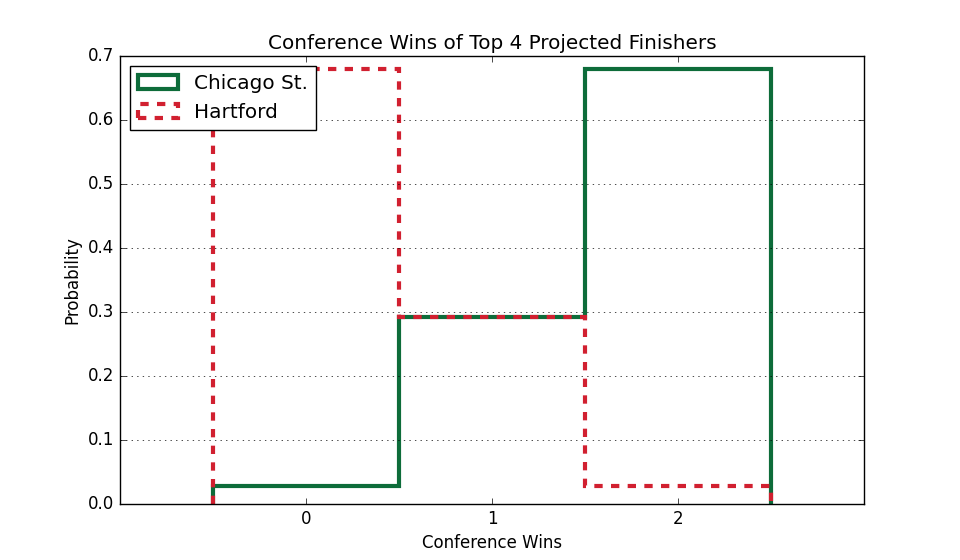 Conference Wins of Top 4 Projected Finishers
0.7
0.6
0.5
0.4
0.3
0.2
0.1
0.0
Probability
Chicago St.
Hartford
0 1 2
Conference Wins